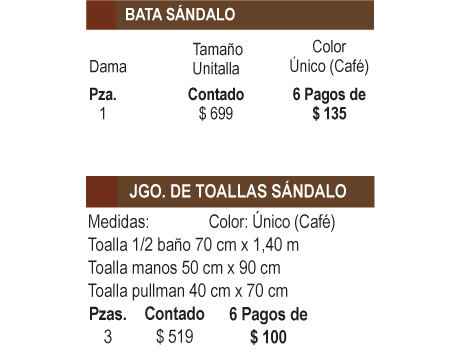 BATA SÁNDALO
Dama Tamaño Unitalla Color Único (Café)
Pza. Contado 6 Pagos de
1 $ 699 $ 135
JGO. DE TOALLAS SÁNDALO
Medidas: Color: Único (Café)
Toalla 1/2 baño 70 cm x 1,40 m
Toalla manos 50 cm x 90 cm
Toalla pullman 40 cm x 70 cm
Pzas. Contado 6 Pagos de
3 $ 519 $ 100